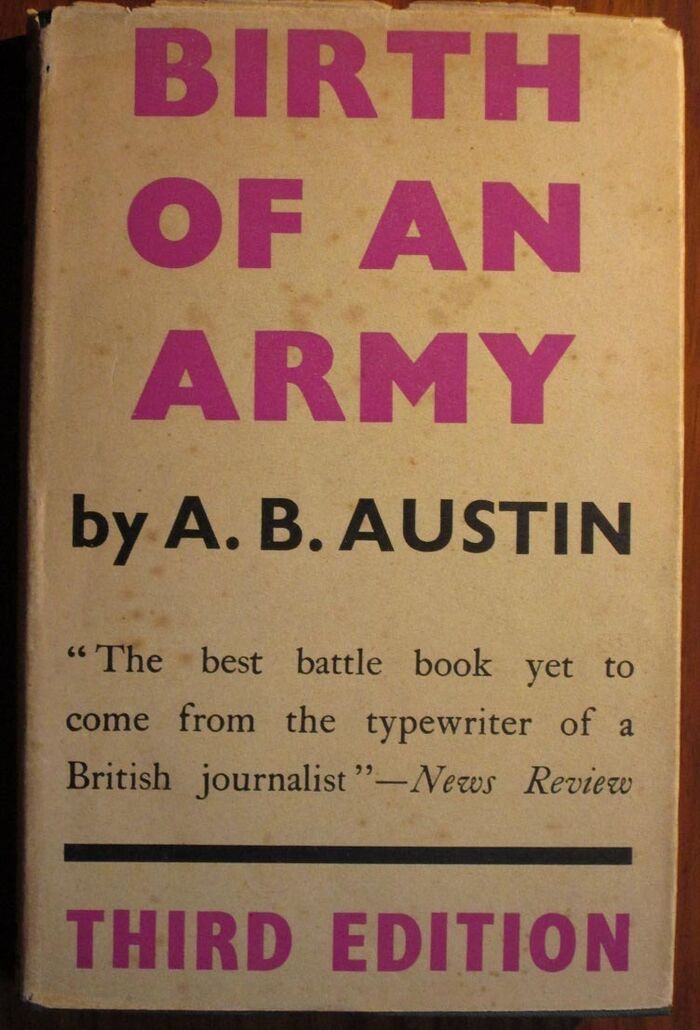 BIRTH
OF AN
ARMY
by A. B. AUSTIN
“The best battle book yet to
come from the typewriter of a
British journalist”—News Review
THIRD EDITION